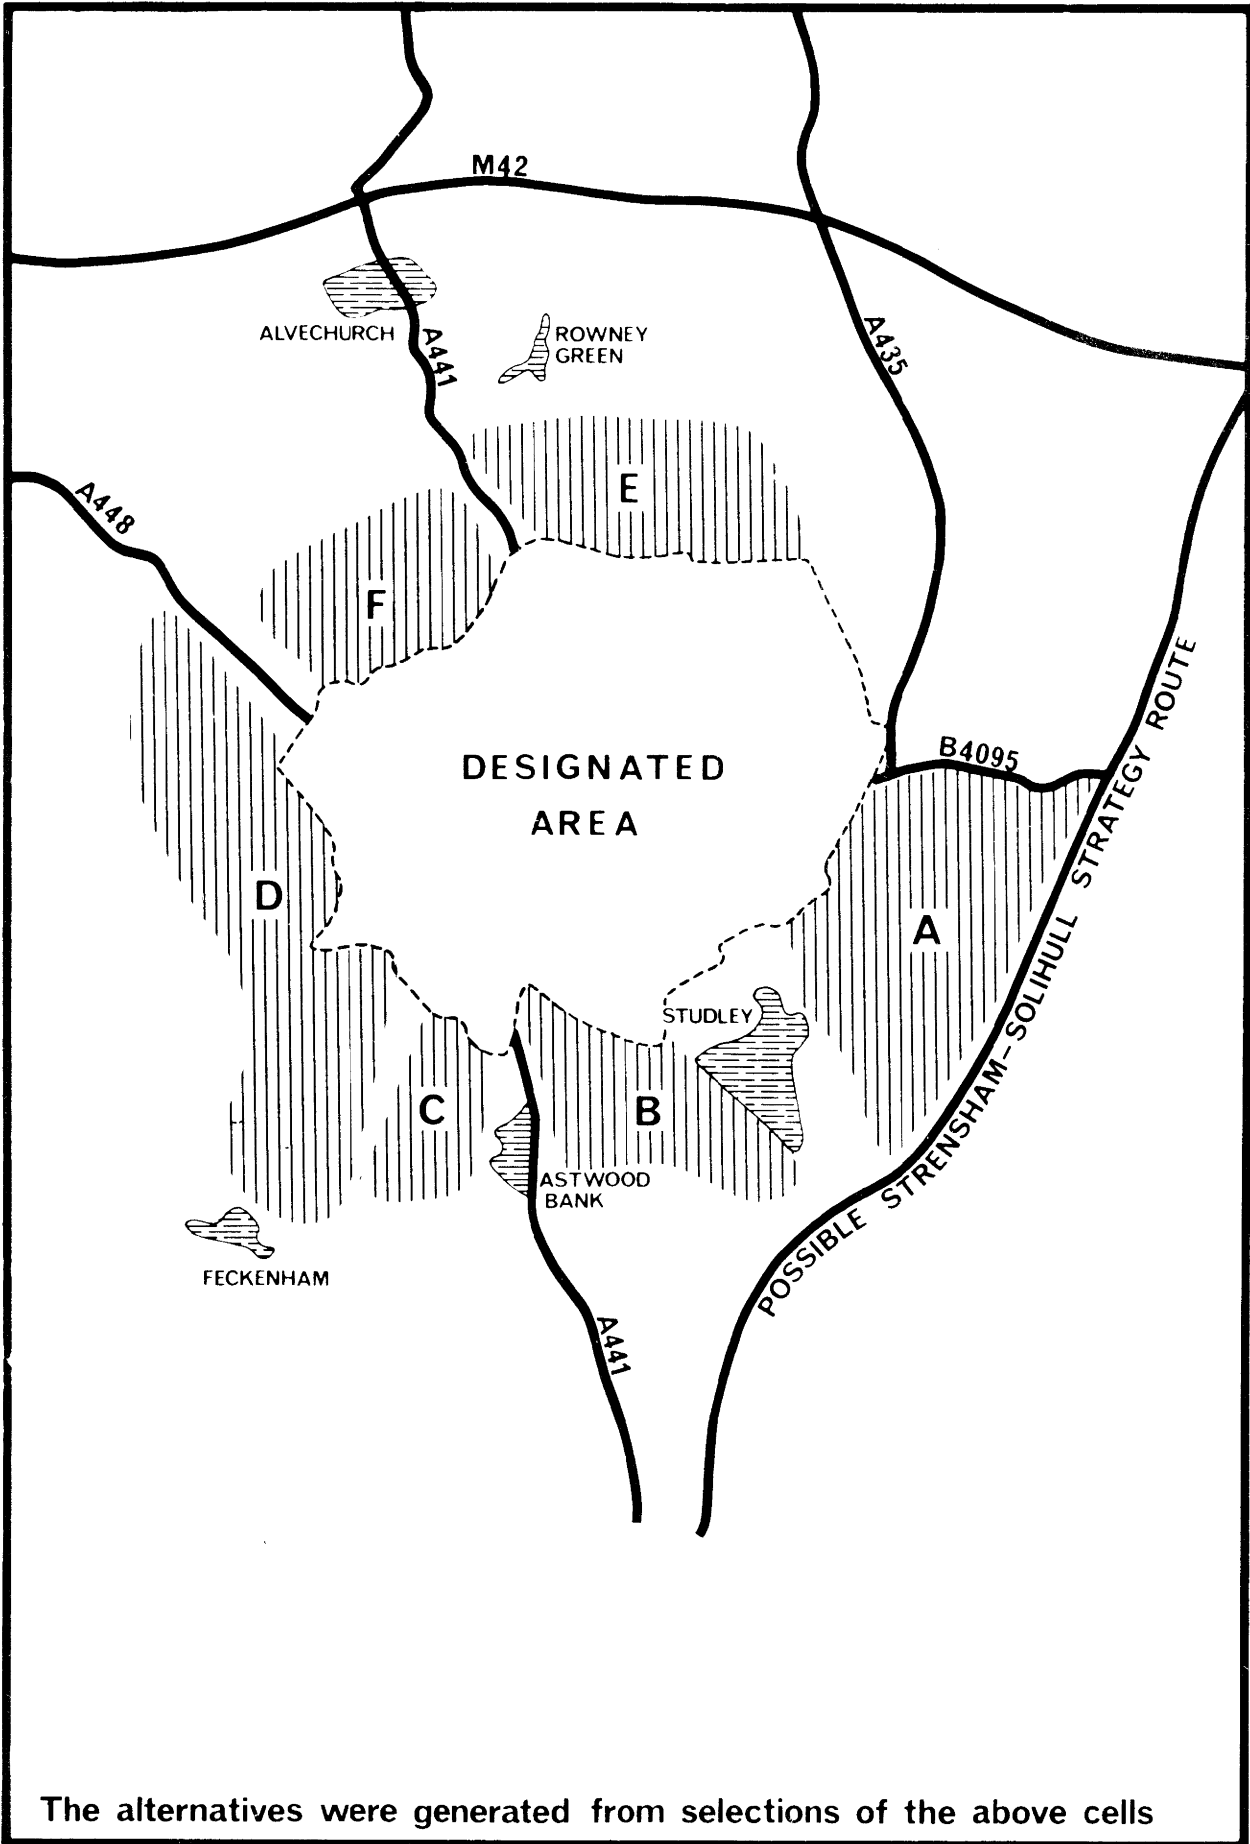 M42
ALVECHURCH
A441
ROWNEY
GREEN
A435
A448
E
F
DESIGNATED
AREA
B4095
D
A
STUDLEY
C
B
ASTWOOD
BANK
FECKENHAM
A441
POSSIBLE STRENSHAM-SOLIHULL STRATEGY ROUTE
The alternatives were generated from selections of the above cells